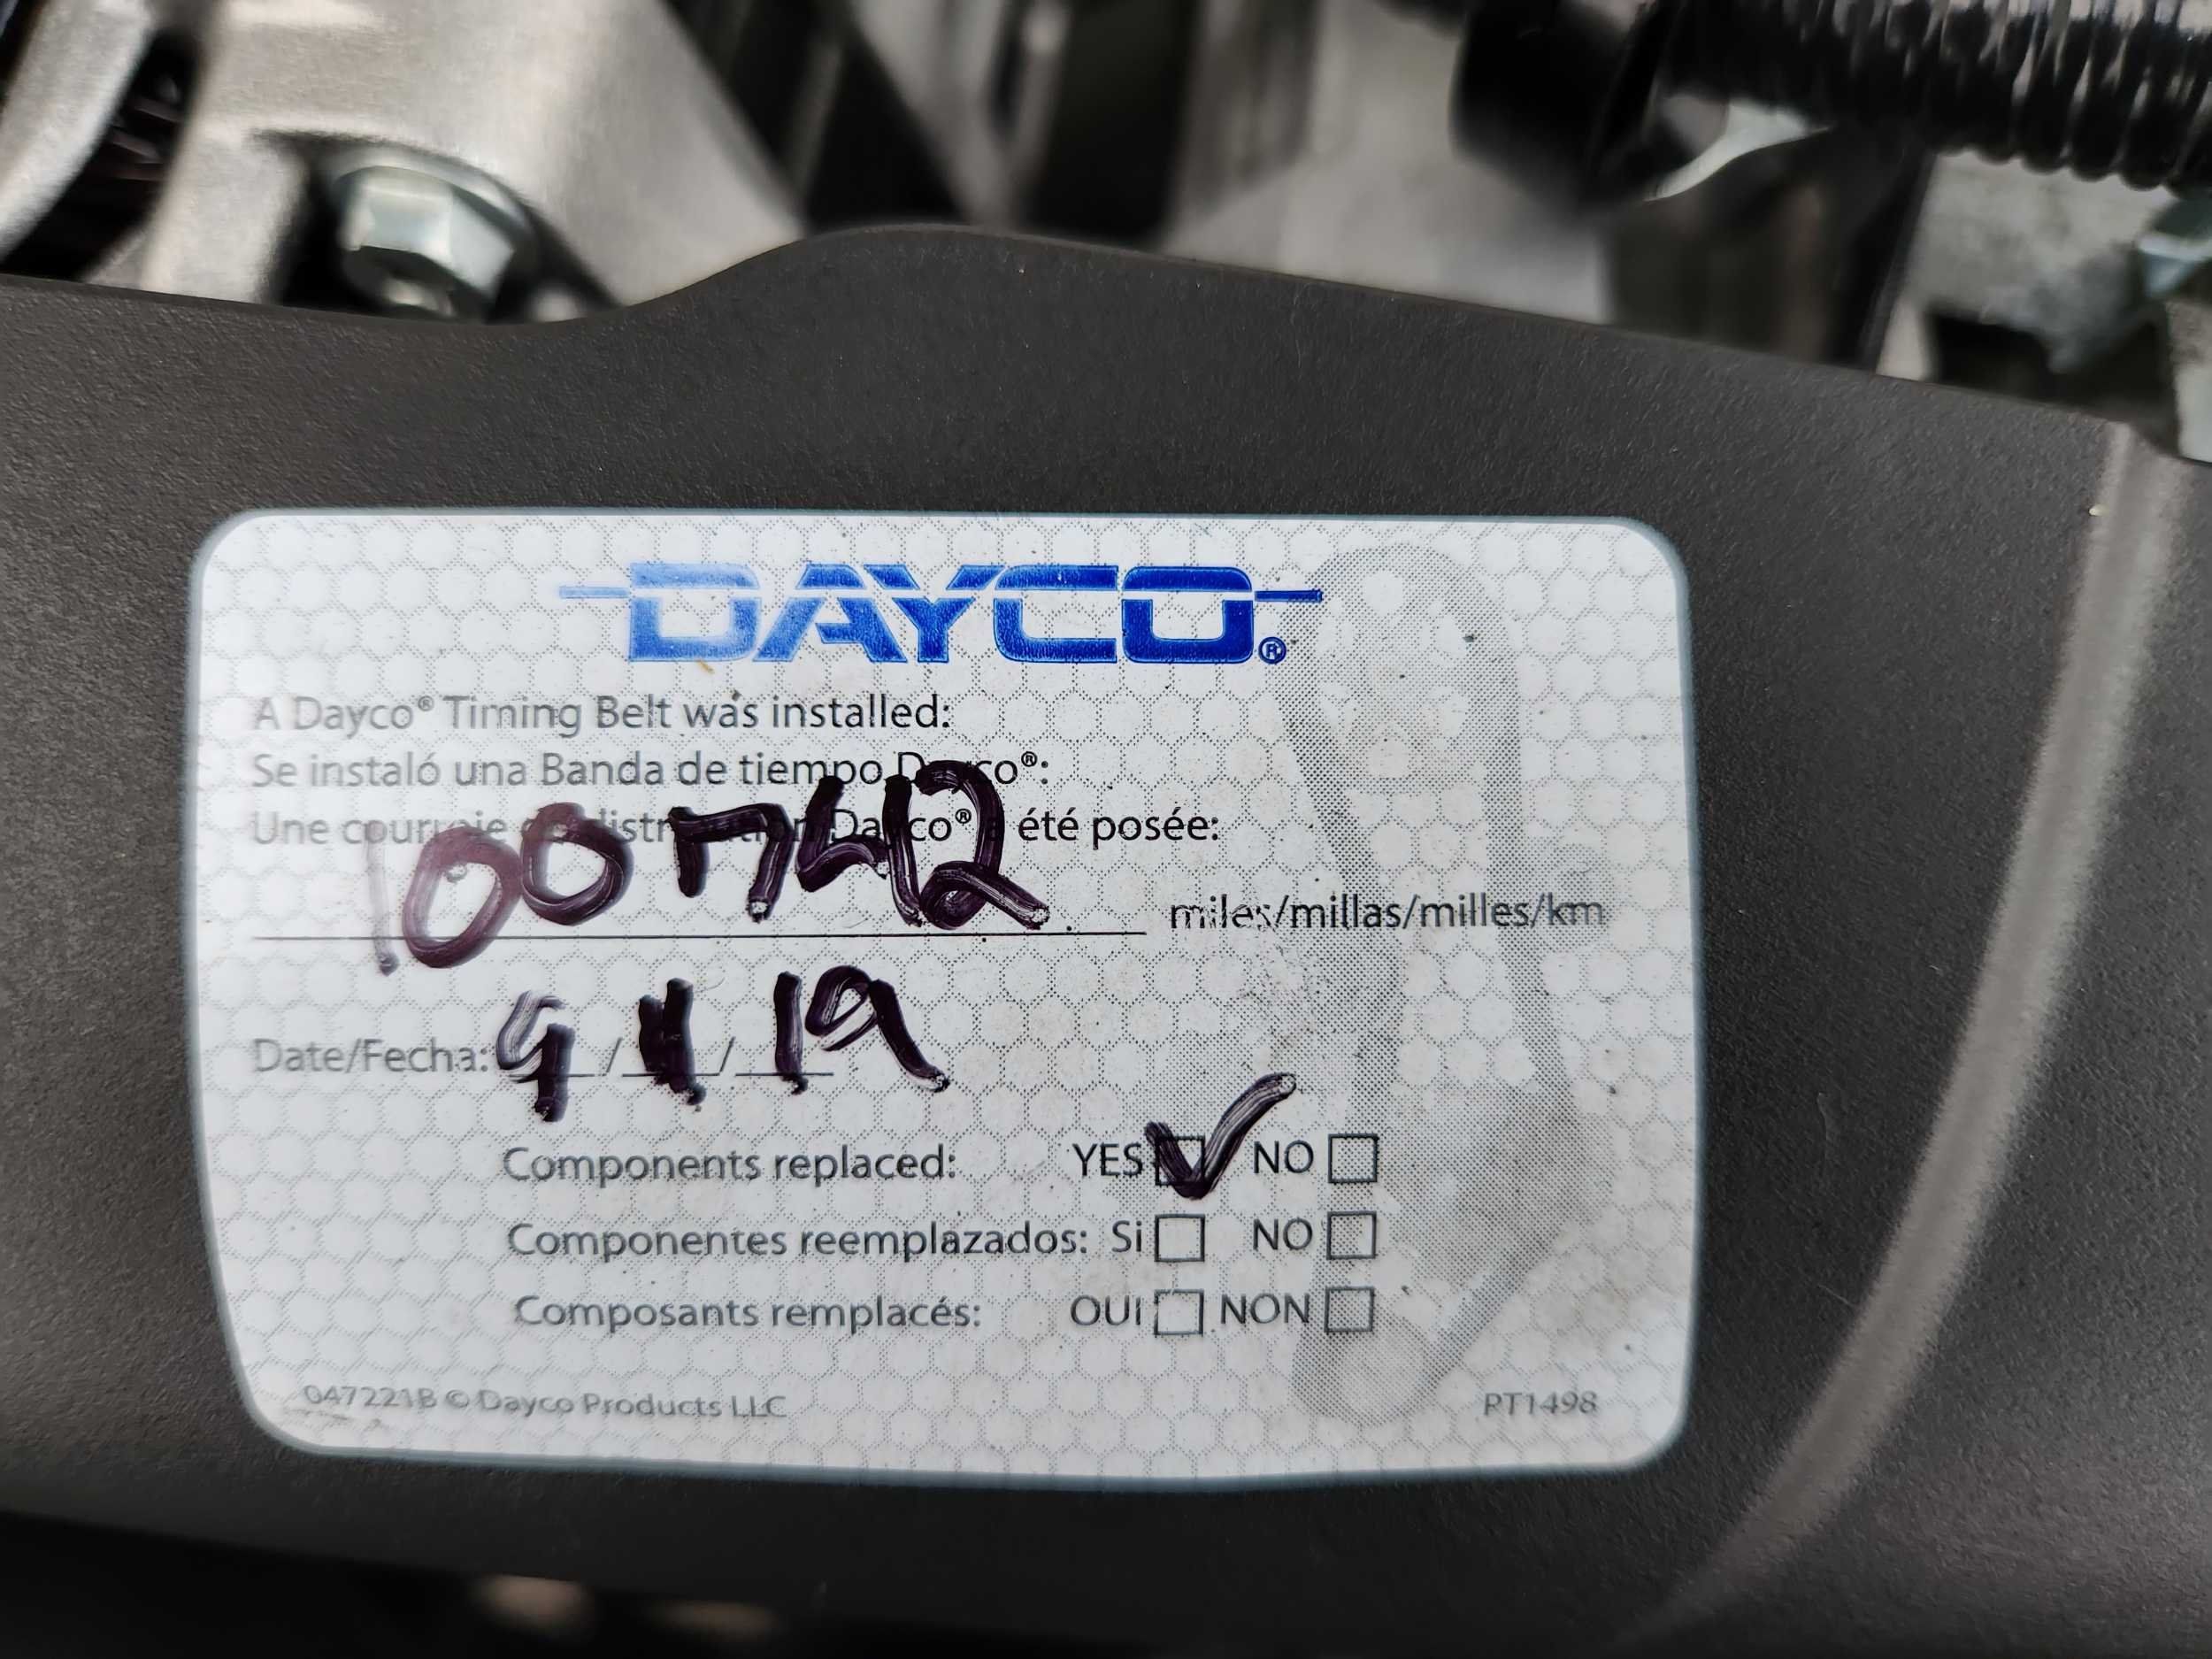 DAYCO®
A Dayco® Timing Belt was installed:
Se instaló una Banda de tiempo Dayco®:
Une courroie de distribution Dayco® a été posée:
100742 miles/millas/milles/km
Date/Fecha: 9/11/19
Components replaced: YES ✓ NO
Componentes reemplazados: Si NO
Composants remplacés: OUI NON
047221B © Dayco Products LLC PT1498